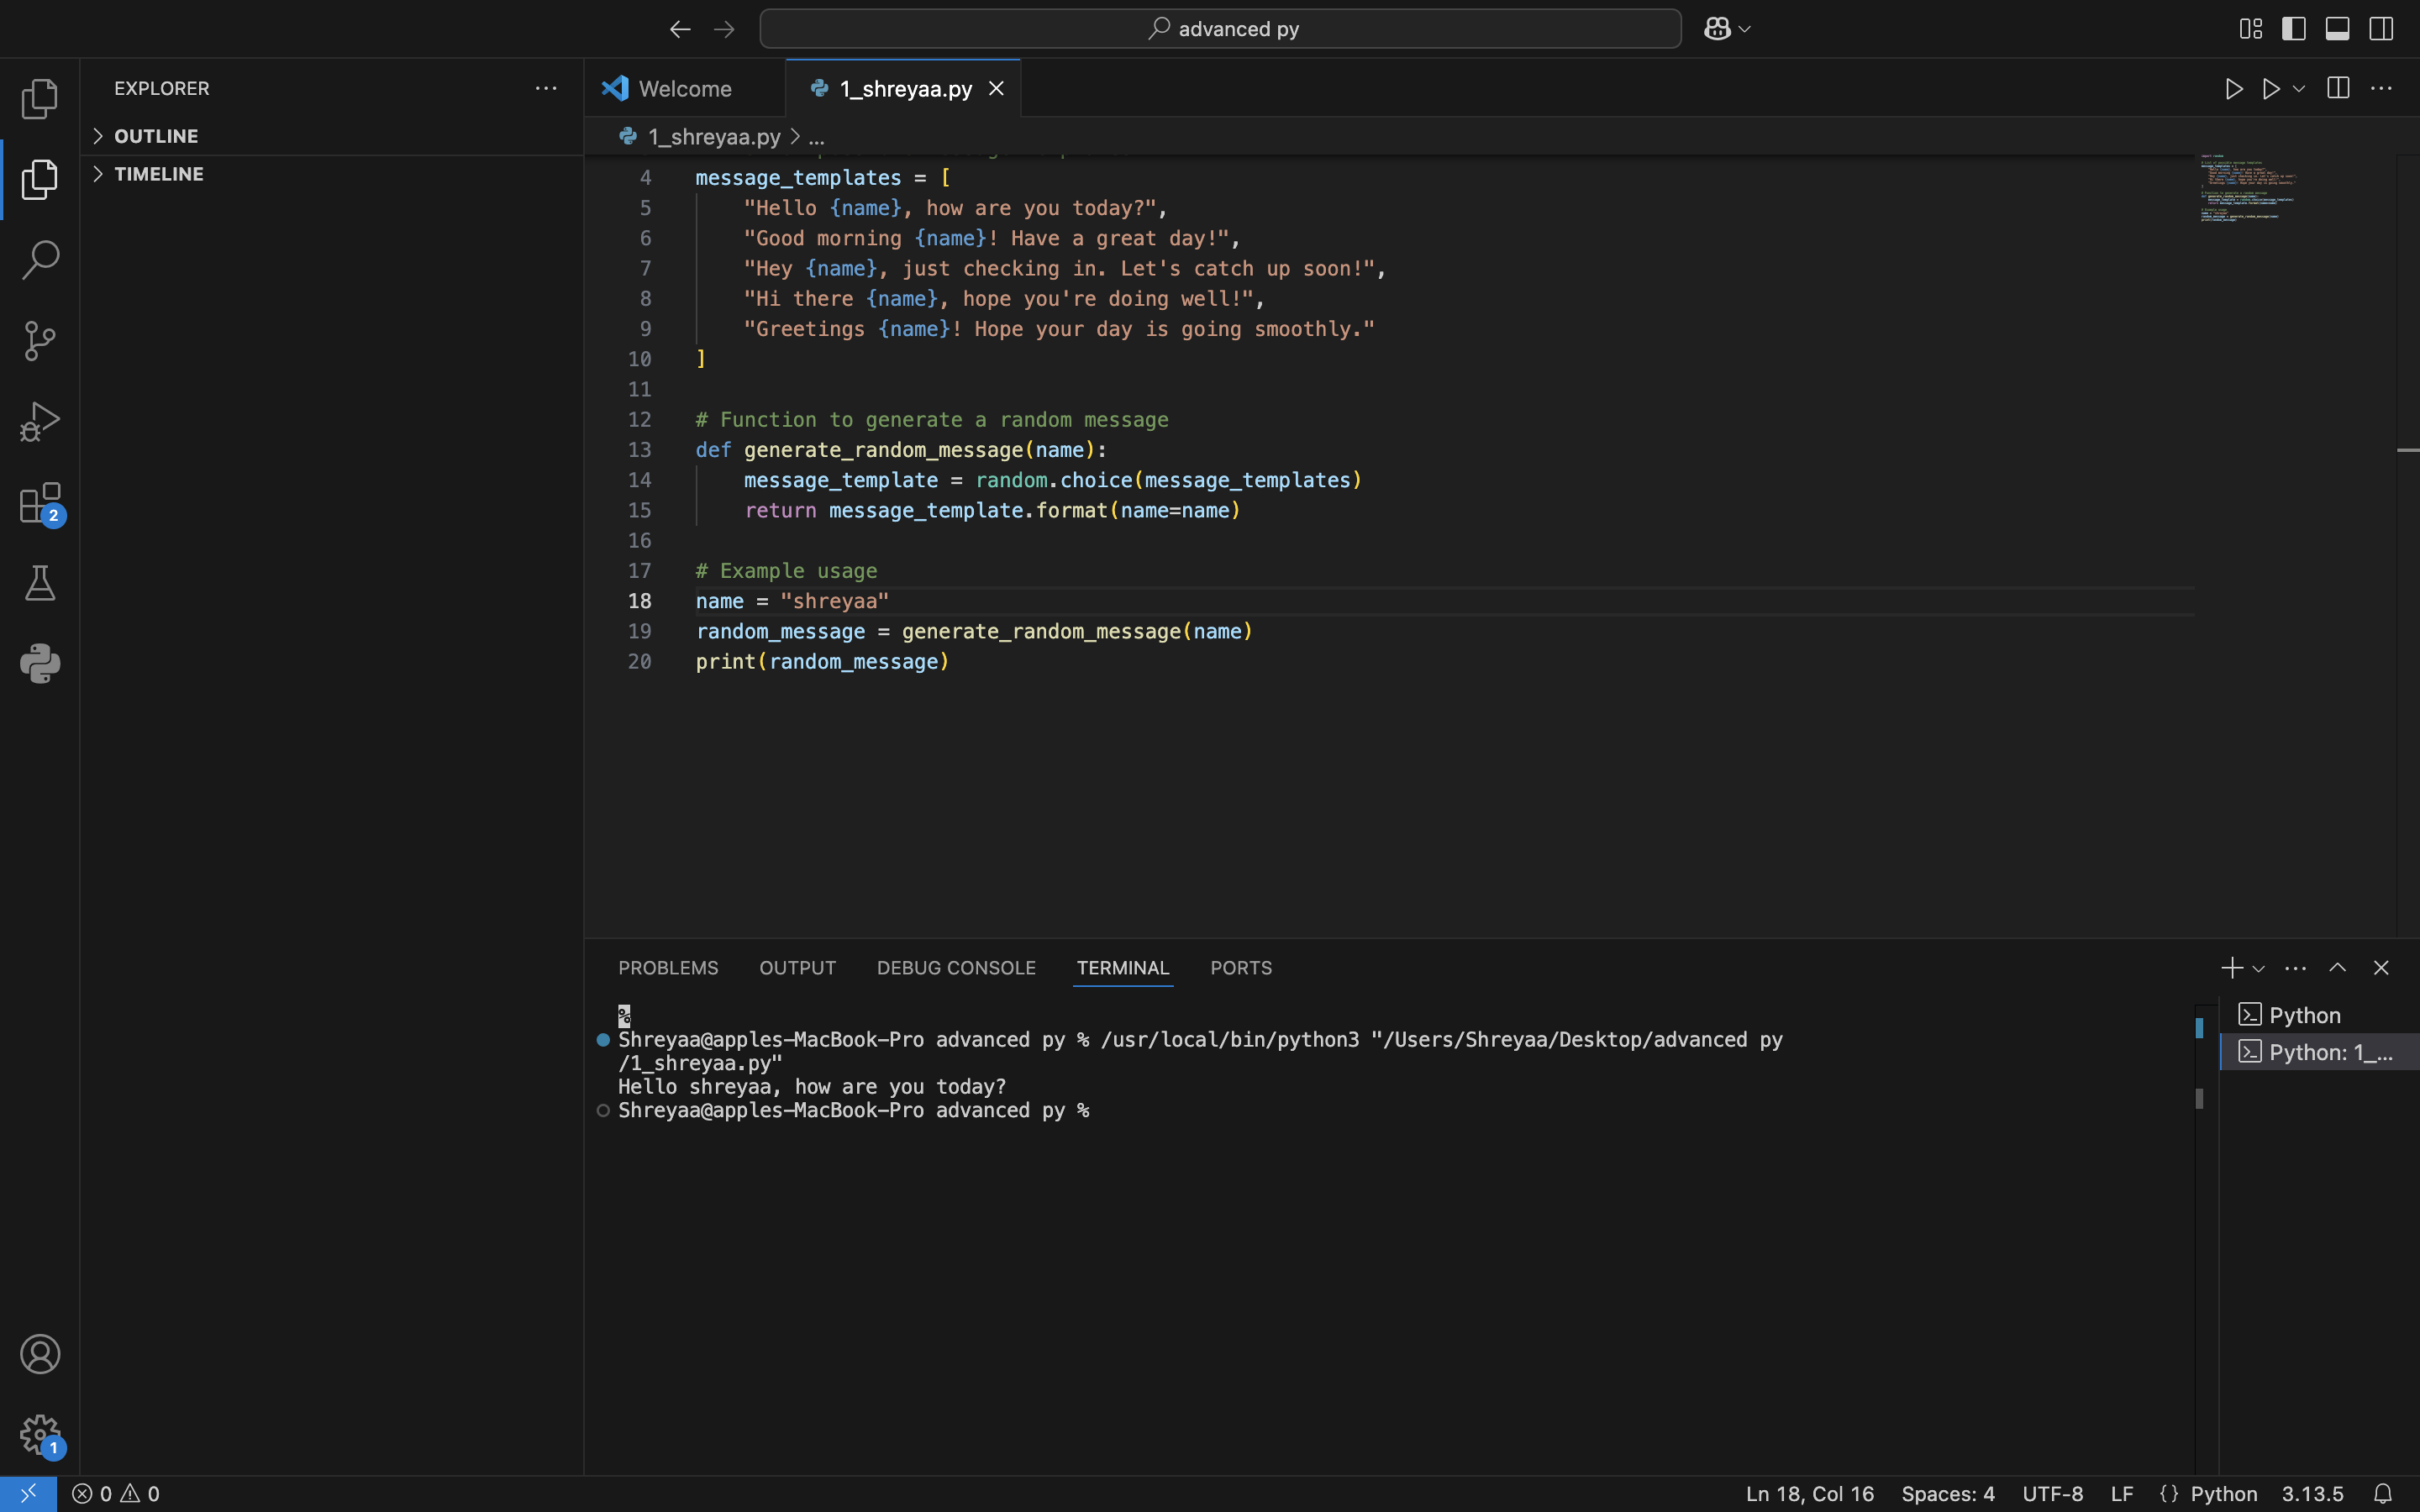 advanced py
EXPLORER
OUTLINE
TIMELINE
Welcome
1_shreyaa.py
1_shreyaa.py > ...
4 message_templates = [
5     "Hello {name}, how are you today?",
6     "Good morning {name}! Have a great day!",
7     "Hey {name}, just checking in. Let's catch up soon!",
8     "Hi there {name}, hope you're doing well!",
9     "Greetings {name}! Hope your day is going smoothly."
10 ]
11
12 # Function to generate a random message
13 def generate_random_message(name):
14     message_template = random.choice(message_templates)
15     return message_template.format(name=name)
16
17 # Example usage
18 name = "shreyaa"
19 random_message = generate_random_message(name)
20 print(random_message)
2
PROBLEMS OUTPUT DEBUG CONSOLE TERMINAL PORTS
%
Shreyaa@apples-MacBook-Pro advanced py % /usr/local/bin/python3 "/Users/Shreyaa/Desktop/advanced py
/1_shreyaa.py"
Hello shreyaa, how are you today?
Shreyaa@apples-MacBook-Pro advanced py %
Python
Python: 1_...
1
0 0
Ln 18, Col 16 Spaces: 4 UTF-8 LF {} Python 3.13.5